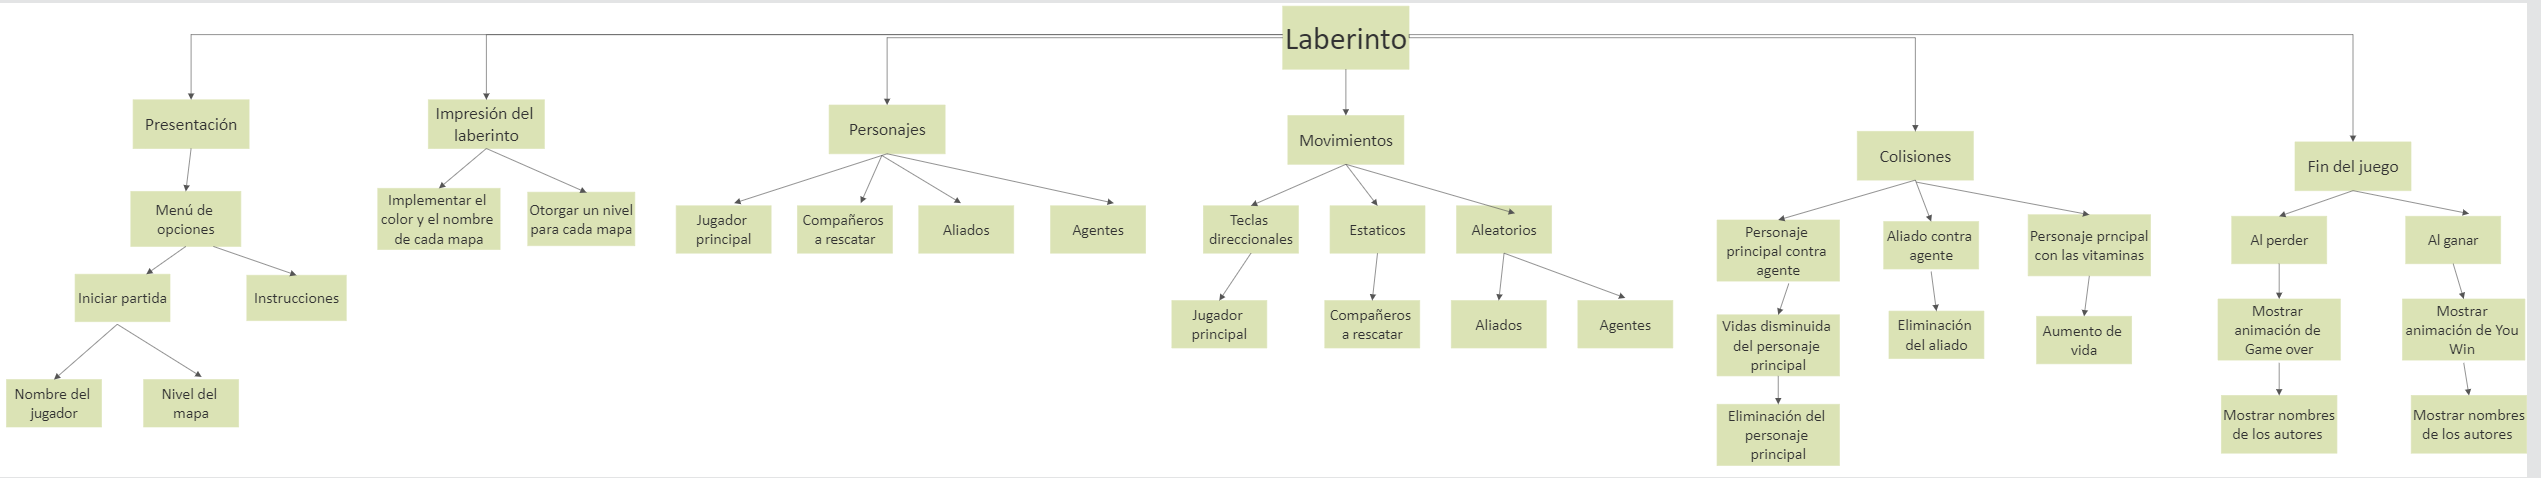 Laberinto
Presentación
Menú de
opciones
Iniciar partida
Instrucciones
Nombre del
jugador
Nivel del
mapa
Impresión del
laberinto
Implementar el
color y el nombre
de cada mapa
Otorgar un nivel
para cada mapa
Personajes
Jugador
principal
Compañeros
a rescatar
Aliados
Agentes
Movimientos
Teclas
direccionales
Estaticos
Aleatorios
Jugador
principal
Compañeros
a rescatar
Aliados
Agentes
Colisiones
Personaje
principal contra
agente
Aliado contra
agente
Personaje prncipal
con las vitaminas
Vidas disminuida
del personaje
principal
Eliminación
del aliado
Aumento de
vida
Eliminación del
personaje
principal
Fin del juego
Al perder
Al ganar
Mostrar
animación de
Game over
Mostrar
animación de You
Win
Mostrar nombres
de los autores
Mostrar nombres
de los autores